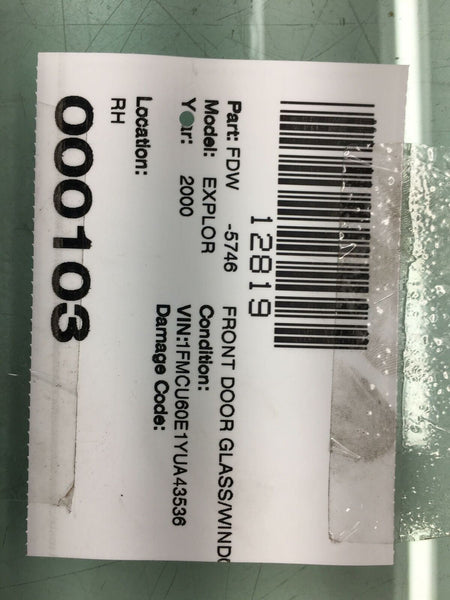 12819
Part: FDW -5746 FRONT DOOR GLASS/WIND
Model: EXPLOR Condition:
Year: 2000 VIN:1FMCU60E1YUA43536
Damage Code:
Location:
RH
000103